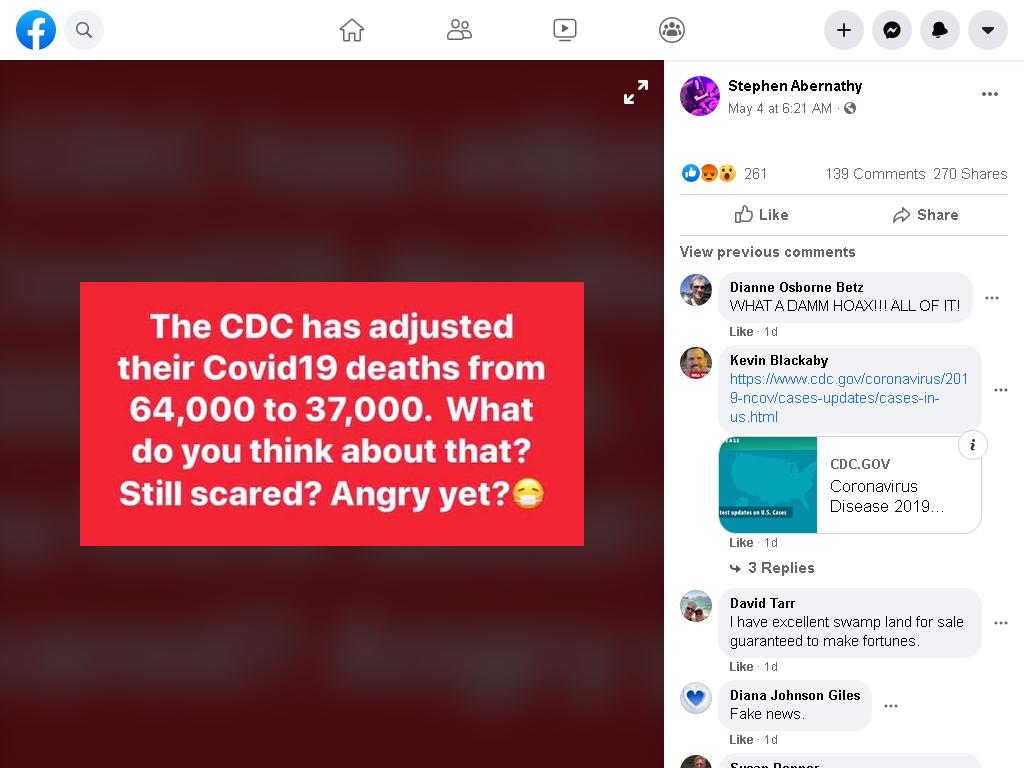 Stephen Abernathy
May 4 at 6:21 AM ·
261
139 Comments 270 Shares
Like
Share
View previous comments
The CDC has adjusted
their Covid19 deaths from
64,000 to 37,000. What
do you think about that?
Still scared? Angry yet?😷
Dianne Osborne Betz
WHAT A DAMM HOAX!!!! ALL OF IT!
Like · 1d
Kevin Blackaby
https://www.cdc.gov/coronavirus/201
9-ncov/cases-updates/cases-in-
us.html
EASE
test updates on U.S. Cases
CDC.GOV
Coronavirus
Disease 2019...
Like · 1d
3 Replies
David Tarr
I have excellent swamp land for sale
guaranteed to make fortunes.
Like · 1d
Diana Johnson Giles
Fake news.
Like · 1d